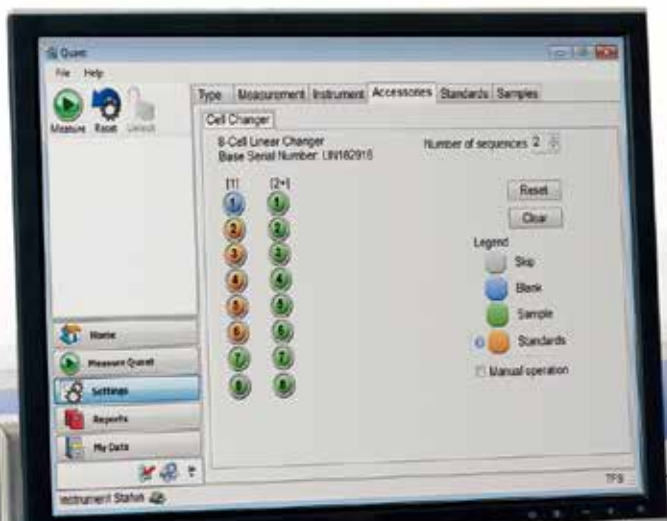 Quant
File Help
Measure Reset Unlock
Type Measurement Instrument Accessories Standards Samples
Cell Changer
8-Cell Linear Changer
Base Serial Number: LIN182916
Number of sequences 2
[1] [2+]
1 1
2 2
3 3
4 4
5 5
6 6
7 7
8 8
Reset
Clear
Legend
Skip
Blank
Sample
Standards
Manual operation
Home
Measure Quant
Settings
Reports
My Data
Instrument Status
TFS